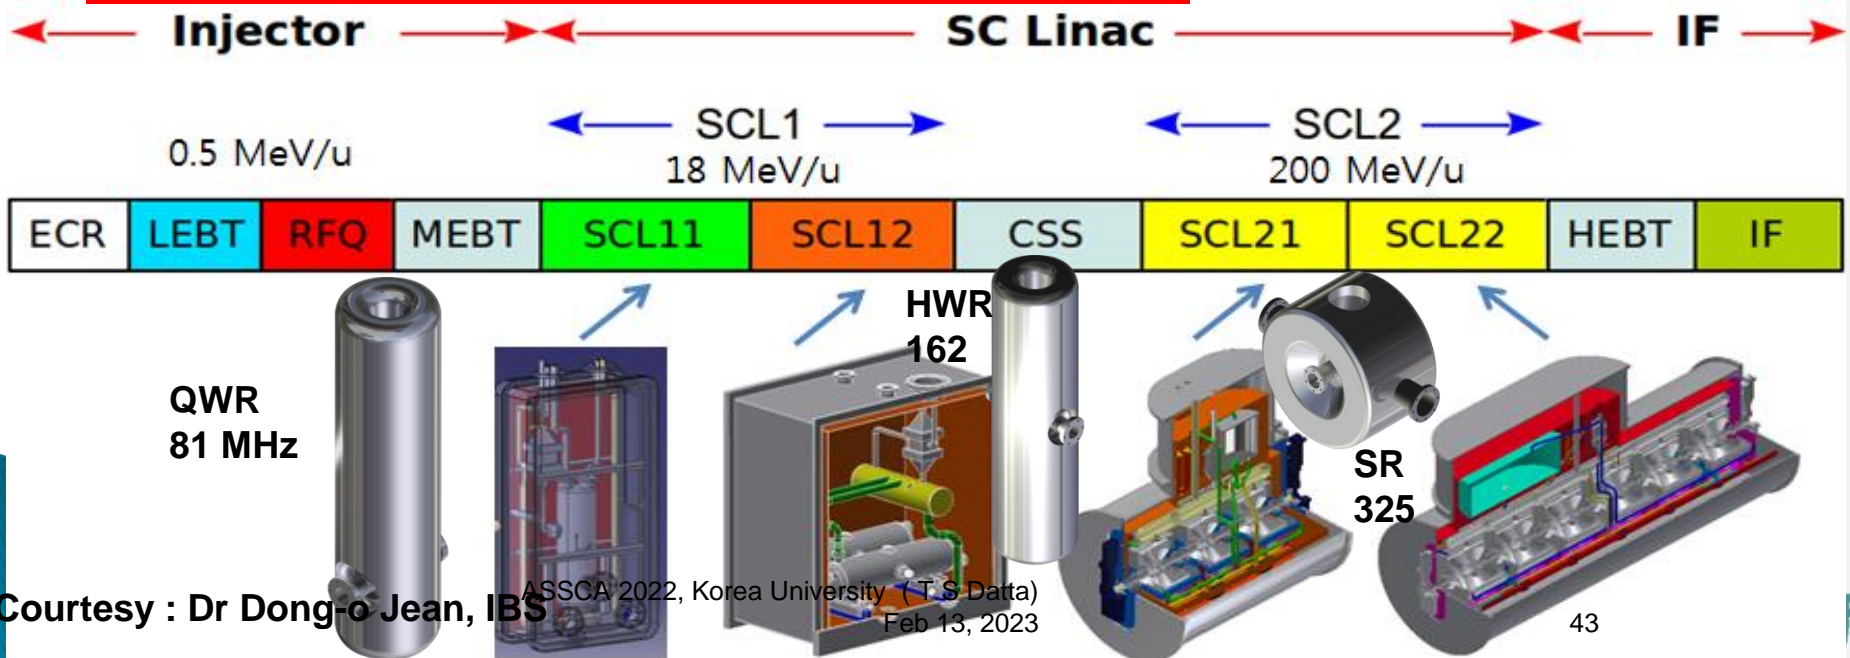 Injector
SC Linac
IF
SCL1
SCL2
0.5 MeV/u
18 MeV/u
200 MeV/u
ECR
LEBT
RFQ
MEBT
SCL11
SCL12
CSS
SCL21
SCL22
HEBT
IF
QWR
81 MHz
HWR
162
SR
325
Courtesy : Dr Dong-o Jean, IBS
ASSCA 2022, Korea University ( T S Datta)
Feb 13, 2023
43